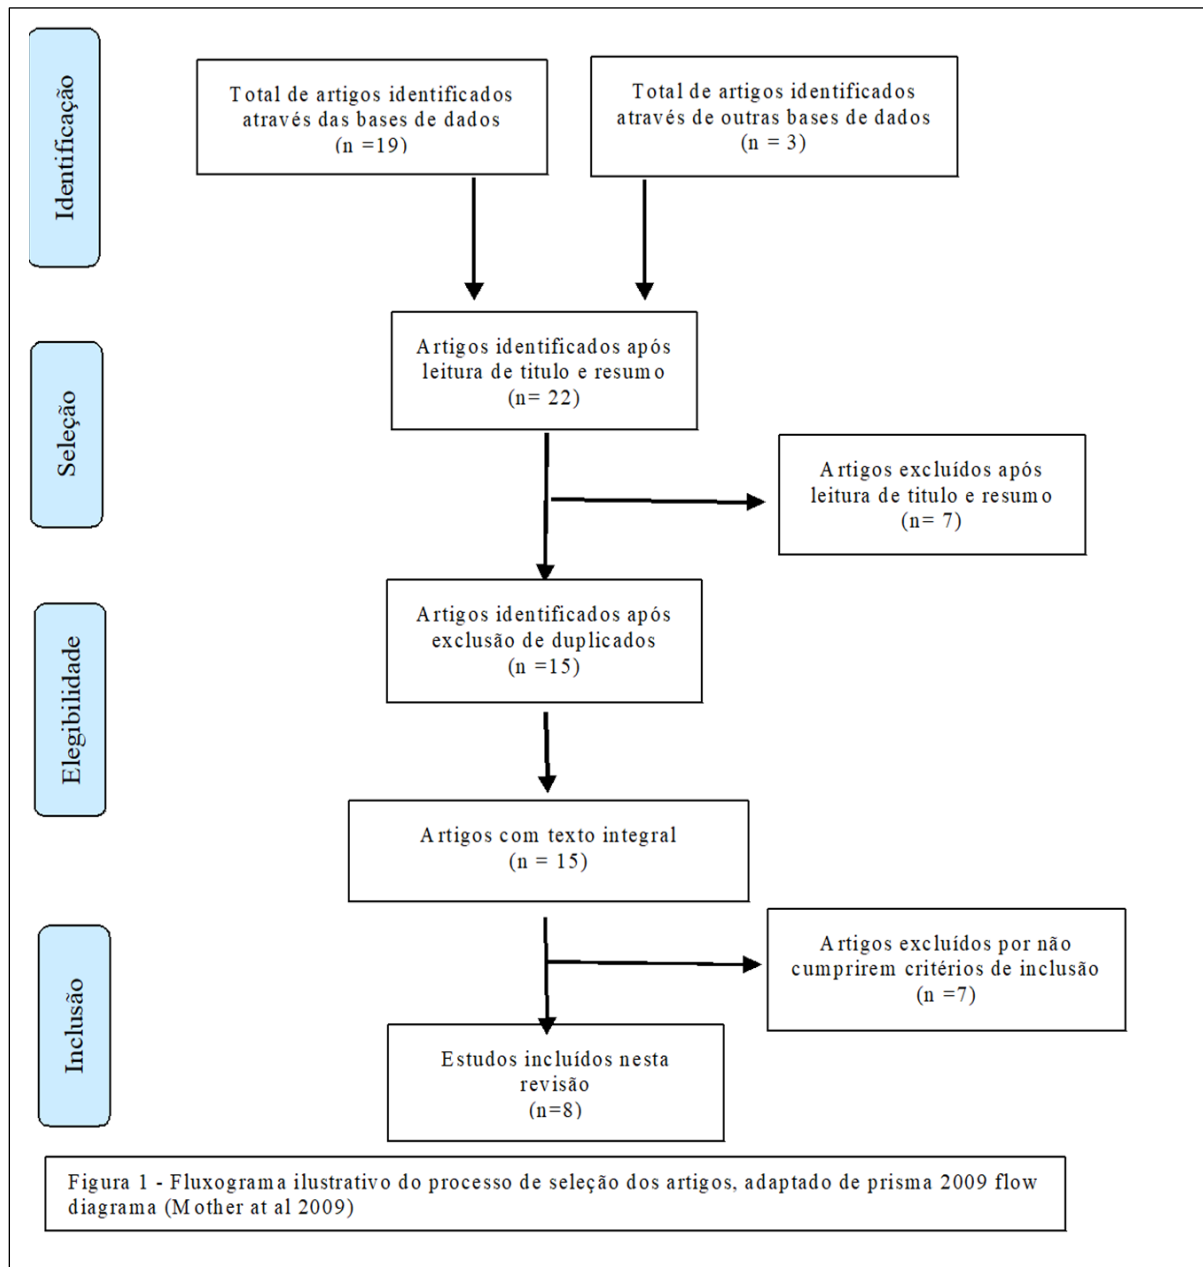 Identificação
Total de artigos identificados
através das bases de dados
(n =19)
Total de artigos identificados
através de outras bases de dados
(n = 3)
Seleção
Artigos identificados após
leitura de titulo e resumo
(n= 22)
Artigos excluídos após
leitura de titulo e resumo
(n= 7)
Elegibilidade
Artigos identificados após
exclusão de duplicados
(n =15)
Artigos com texto integral
(n = 15)
Inclusão
Artigos excluídos por não
cumprirem critérios de inclusão
(n =7)
Estudos incluídos nesta
revisão
(n=8)
Figura 1 - Fluxograma ilustrativo do processo de seleção dos artigos, adaptado de prisma 2009 flow
diagrama (Mother at al 2009)